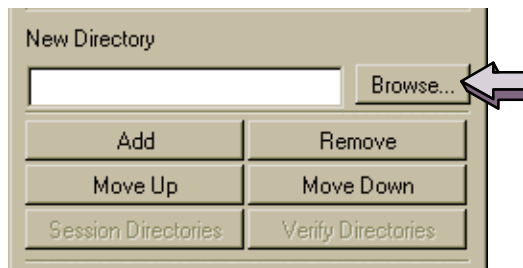 New Directory
Browse...
Add Remove
Move Up Move Down
Session Directories Verify Directories